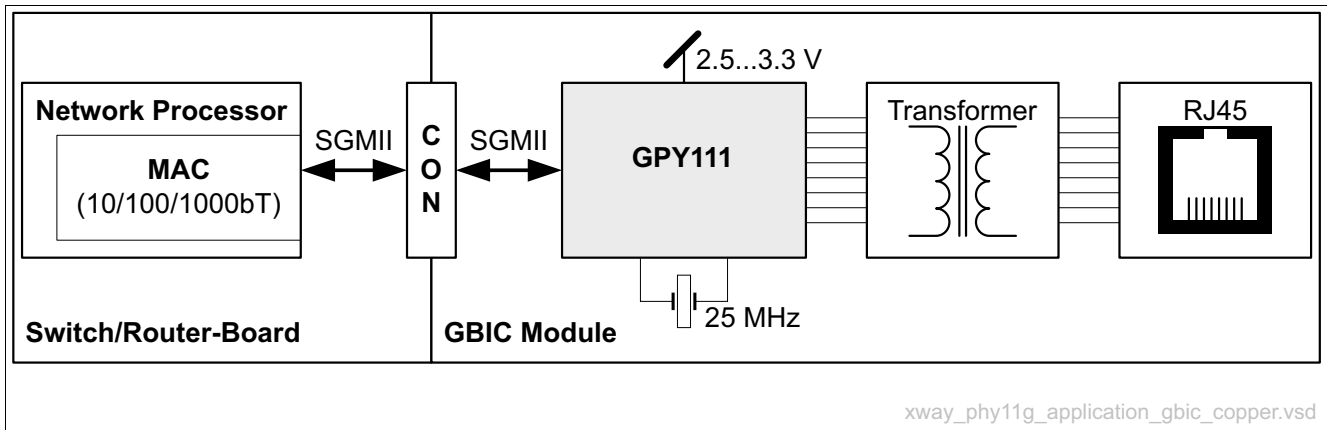 2.5...3.3 V
Network Processor
MAC
(10/100/1000bT)
SGMII
C
O
N
SGMII
GPY111
Transformer
RJ45
25 MHz
Switch/Router-Board
GBIC Module
xway_phy11g_application_gbic_copper.vsd